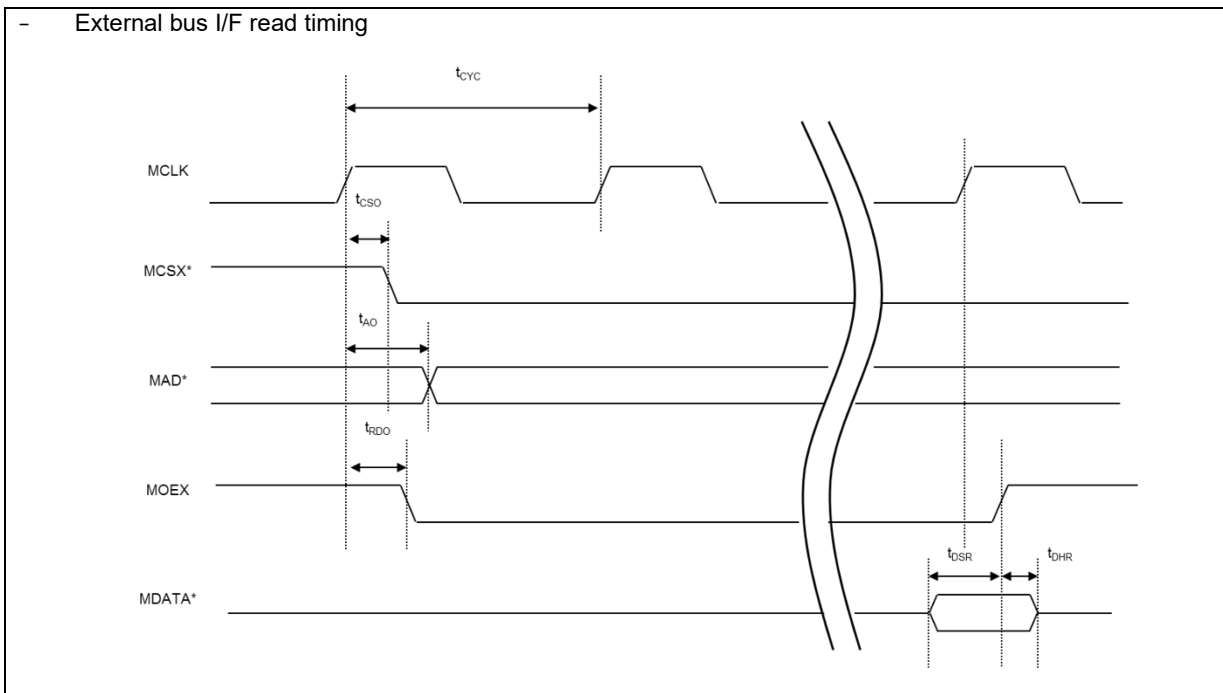 – External bus I/F read timing
tCYC
MCLK
tCSO
MCSX*
tAO
MAD*
tRDO
MOEX
tDSR tDHR
MDATA*